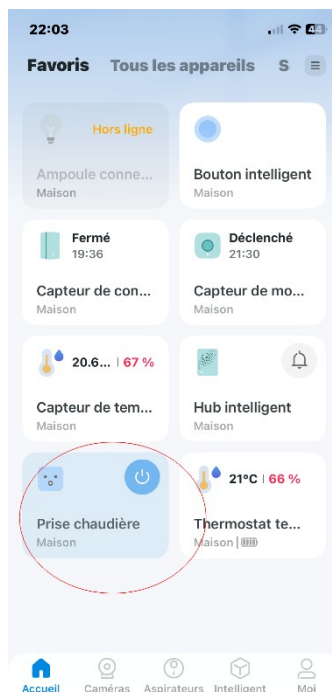 22:03
44
Favoris Tous les appareils S
Hors ligne
Ampoule conne...
Maison
Bouton intelligent
Maison
Fermé
19:36
Capteur de con...
Maison
Déclenché
21:30
Capteur de mo...
Maison
20.6... | 67 %
Capteur de tem...
Maison
Hub intelligent
Maison
Prise chaudière
Maison
21°C | 66 %
Thermostat te...
Maison |
Accueil Caméras Aspirateurs Intelligent Moi